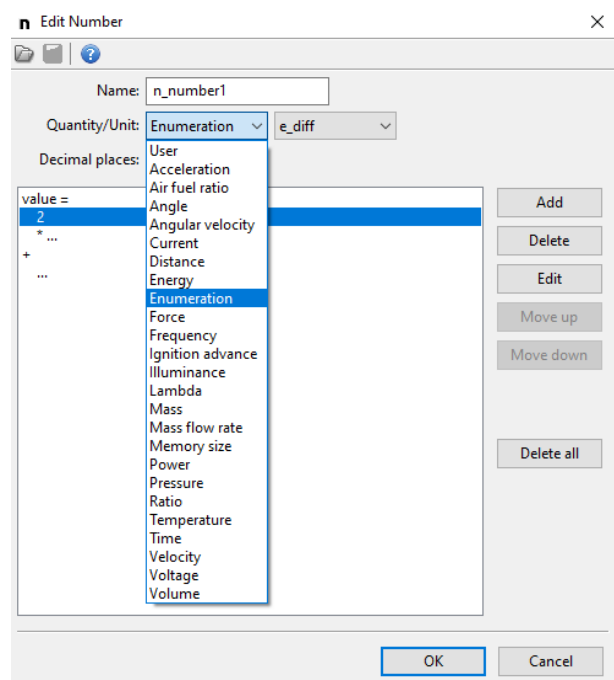 n Edit Number
Name: n_number1
Quantity/Unit: Enumeration e_diff
Decimal places:
User
Acceleration
Air fuel ratio
Angle
Angular velocity
Current
Distance
Energy
Enumeration
Force
Frequency
Ignition advance
Illuminance
Lambda
Mass
Mass flow rate
Memory size
Power
Pressure
Ratio
Temperature
Time
Velocity
Voltage
Volume
value =
2
* ...
+
...
Add
Delete
Edit
Move up
Move down
Delete all
OK
Cancel